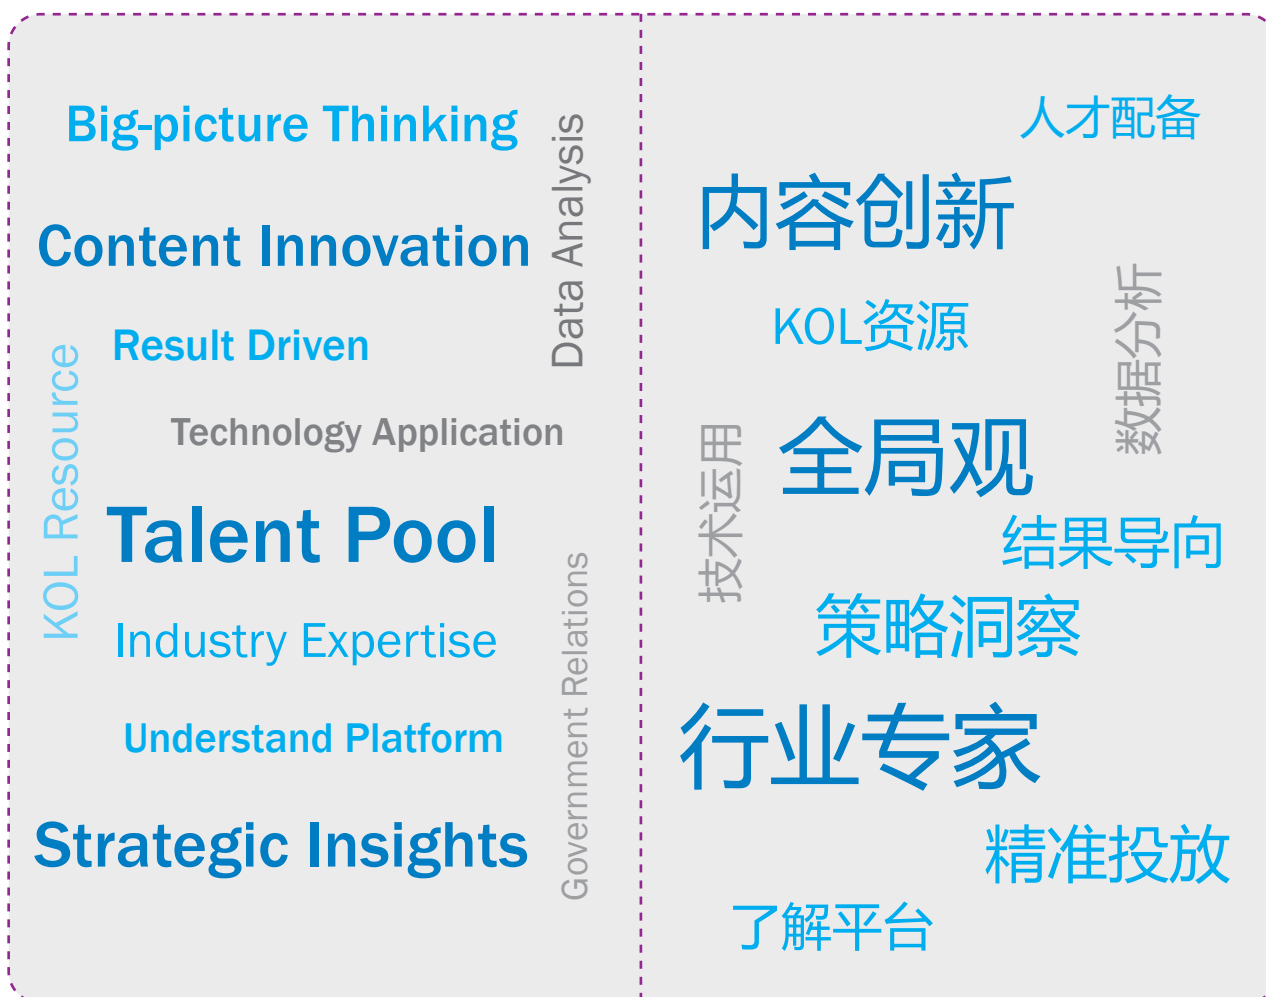 Big-picture Thinking
Data Analysis
Content Innovation
Result Driven
KOL Resource
Technology Application
Talent Pool
Industry Expertise
Government Relations
Understand Platform
Strategic Insights
人才配备
内容创新
KOL资源
数据分析
全局观
技术运用
结果导向
策略洞察
行业专家
精准投放
了解平台